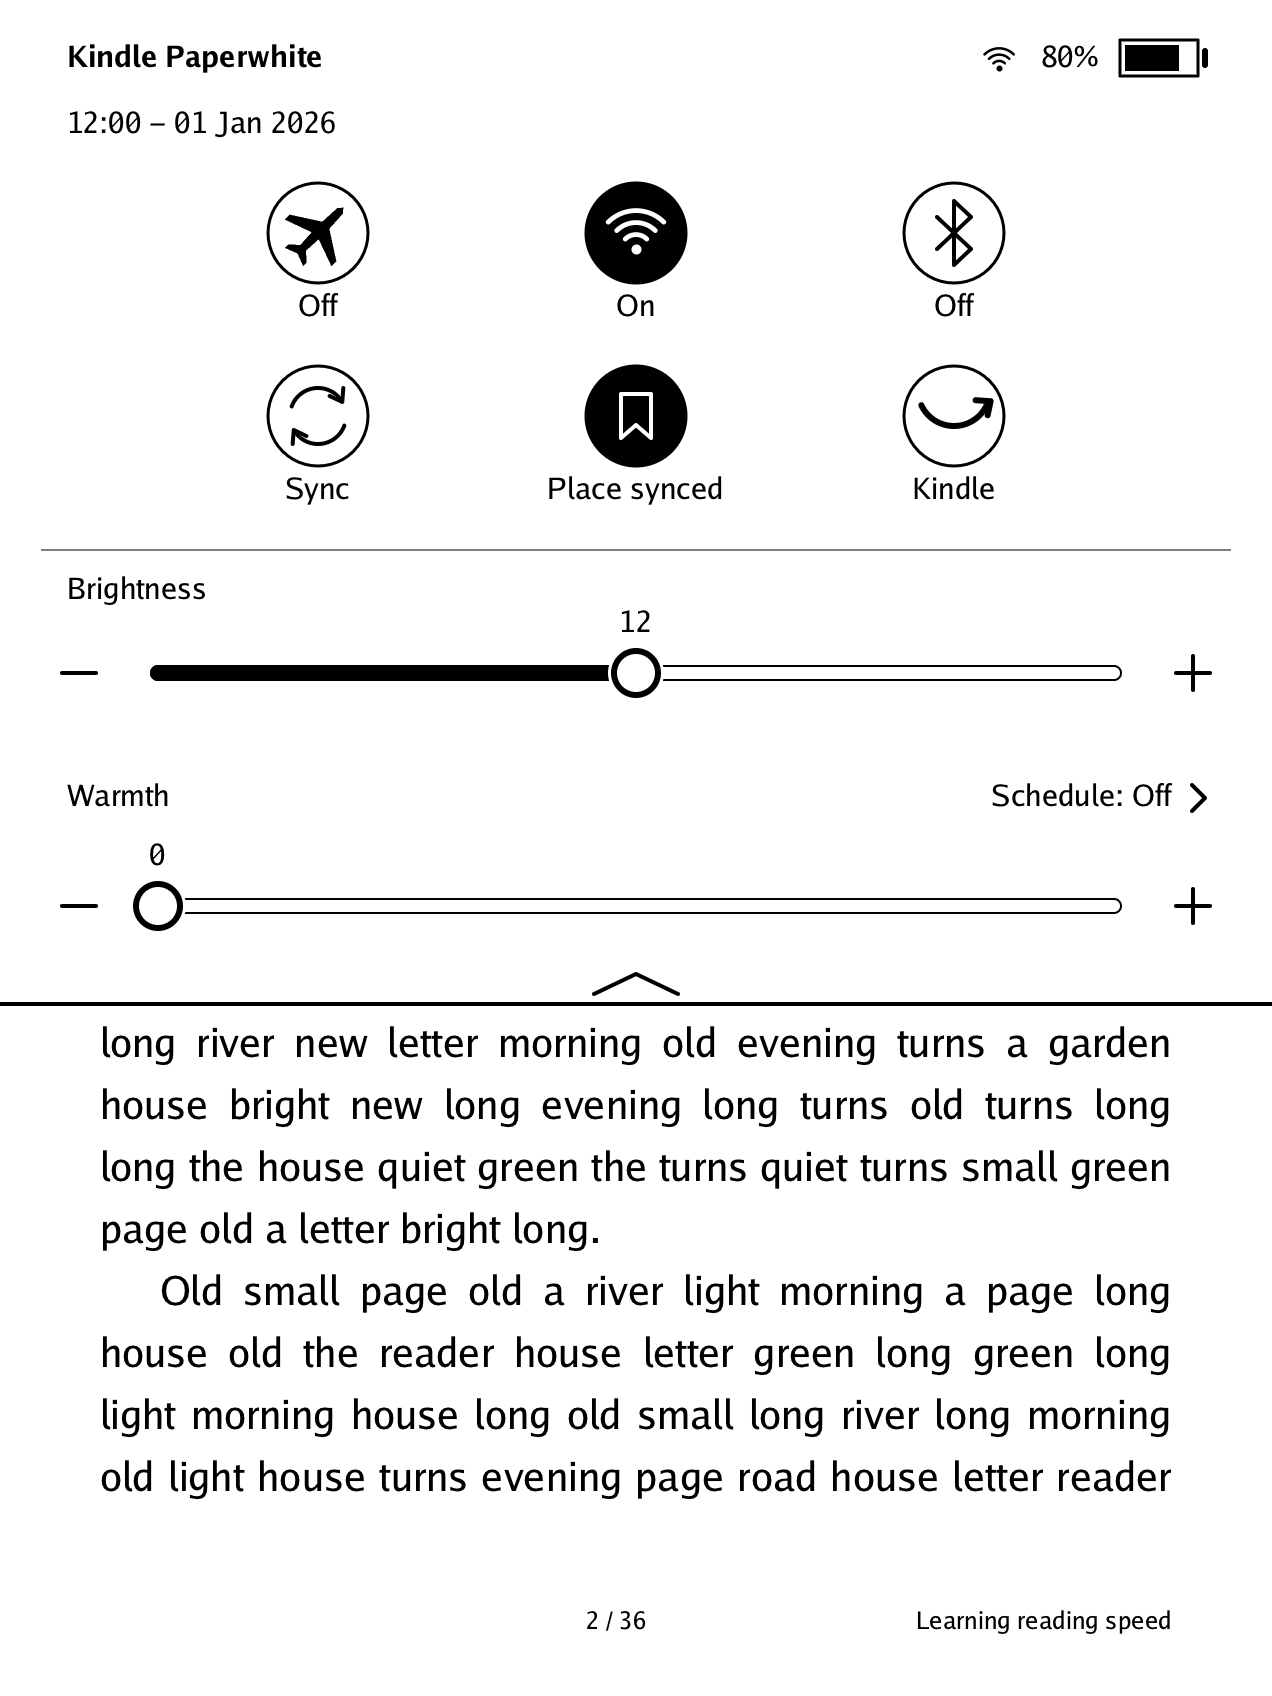 Kindle Paperwhite 80%
12:00 – 01 Jan 2026
Off On Off
Sync Place synced Kindle
Brightness
12
Warmth Schedule: Off
0
long river new letter morning old evening turns a garden
house bright new long evening long turns old turns long
long the house quiet green the turns quiet turns small green
page old a letter bright long.
Old small page old a river light morning a page long
house old the reader house letter green long green long
light morning house long old small long river long morning
old light house turns evening page road house letter reader
2 / 36 Learning reading speed